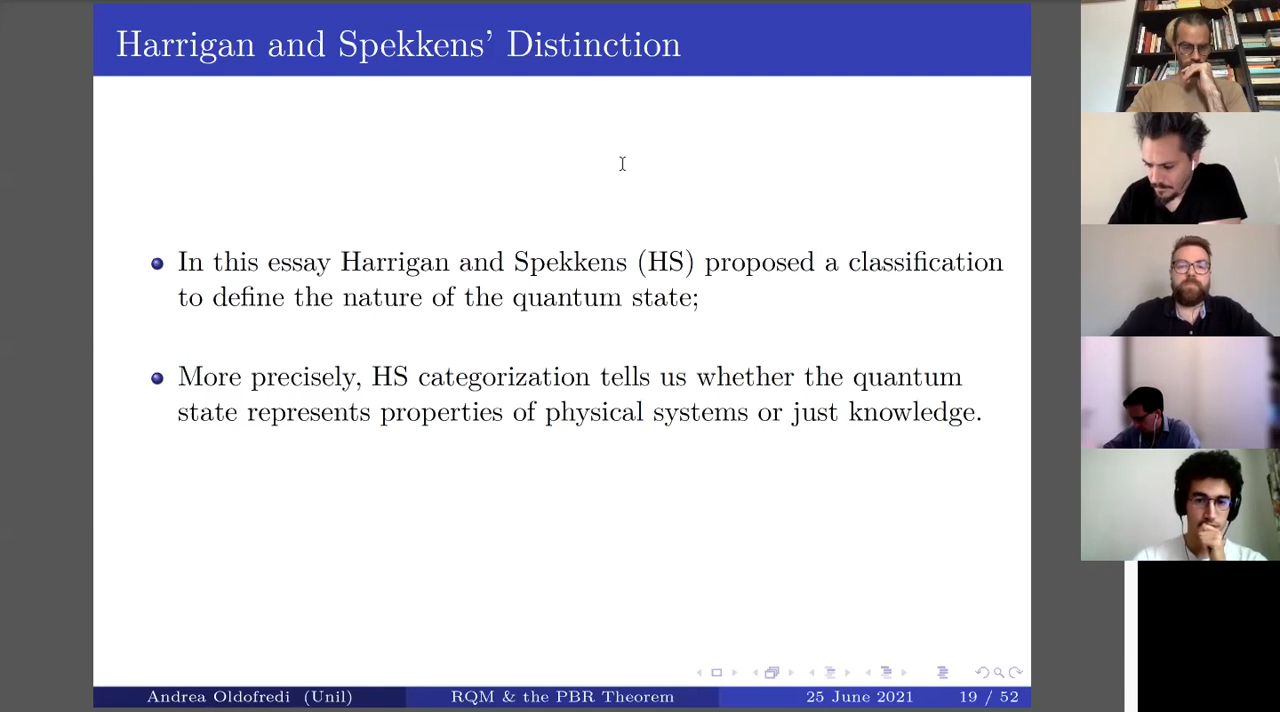 Harrigan and Spekkens' Distinction
In this essay Harrigan and Spekkens (HS) proposed a classification
to define the nature of the quantum state;
More precisely, HS categorization tells us whether the quantum
state represents properties of physical systems or just knowledge.
Andrea Oldofredi (Unil) RQM & the PBR Theorem 25 June 2021 19 / 52